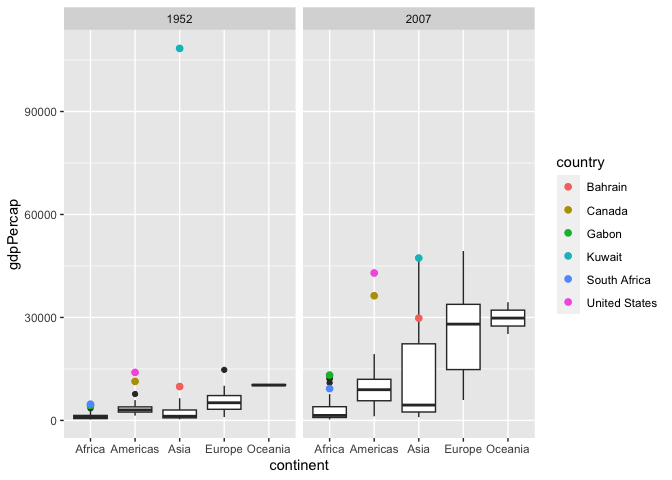 1952
2007
90000
60000
30000
0
gdpPercap
Africa Americas Asia Europe Oceania
Africa Americas Asia Europe Oceania
continent
country
Bahrain
Canada
Gabon
Kuwait
South Africa
United States